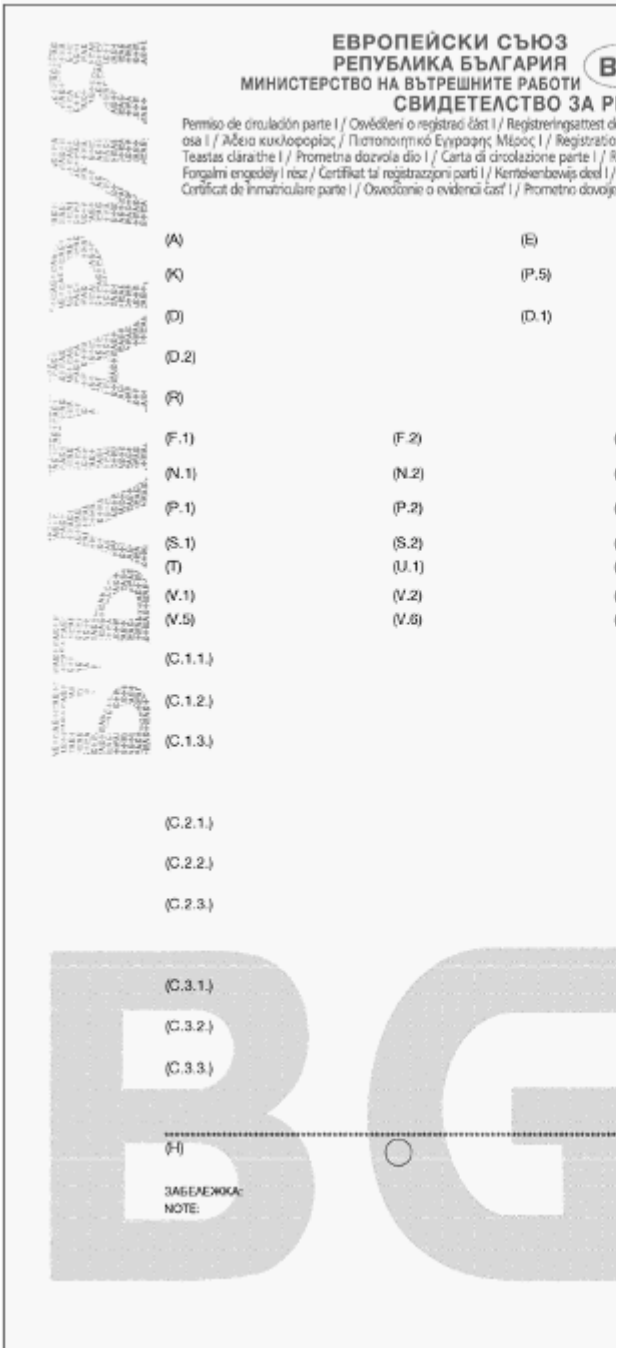 ЕВРОПЕЙСКИ СЪЮЗ
РЕПУБЛИКА БЪЛГАРИЯ
B
МИНИСТЕРСТВО НА ВЪТРЕШНИТЕ РАБОТИ
СВИДЕТЕЛСТВО ЗА Р
Permiso de circulación parte I / Osvědčení o registraci část I / Registreringsattest d
osa I / Άδεια κυκλοφορίας / Πιστοποιητικό Εγγραφης Μέρος I / Registratio
Teastas cláraithe I / Prometna dozvola dio I / Carta di circolazione parte I / R
Forgalmi engedély I rész / Ċertifikat ta' reġistrazzjoni parti I / Kentekenbewijs deel I /
Certificat de înmatriculare parte I / Osvedčenie o evidencii časť I / Prometno dovolje
(A) (E)
(K) (P.5)
(D) (D.1)
(D.2)
(R)
(F.1) (F.2)
(N.1) (N.2)
(P.1) (P.2)
(S.1) (S.2)
(T) (U.1)
(V.1) (V.2)
(V.5) (V.6)
(C.1.1.)
(C.1.2.)
(C.1.3.)
(C.2.1.)
(C.2.2.)
(C.2.3.)
(C.3.1.)
(C.3.2.)
(C.3.3.)
(H)
ЗАБЕЛЕЖКА:
NOTE:
БЪЛГАРИЯ
BG